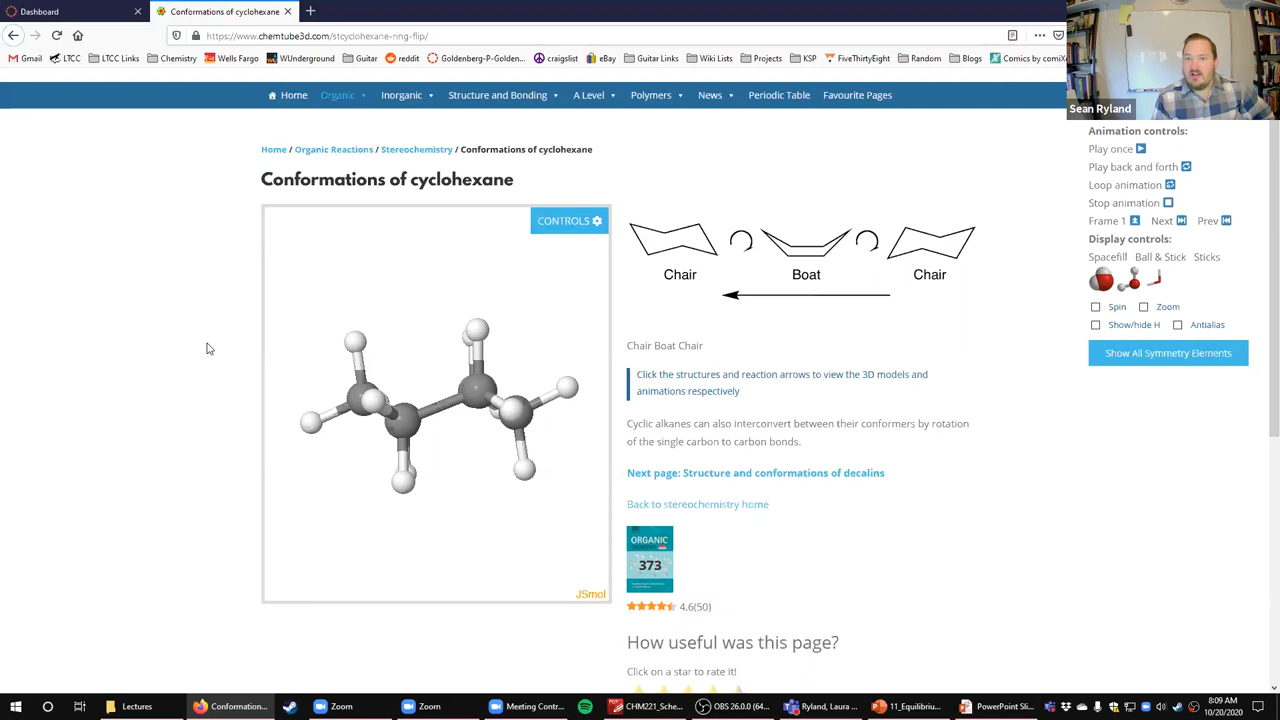 Dashboard
Conformations of cyclohexane
https://www.chemtube3d.com/stcyclohexane-ring-flip/
Gmail LTCC LTCC Links Chemistry Wells Fargo WUnderground Guitar reddit Goldenberg-P-Golden... craigslist eBay Guitar Links Wiki Lists Projects KSP FiveThirtyEight Random Blogs Comics by comiXo
Sean Ryland
Home Organic Inorganic Structure and Bonding A Level Polymers News Periodic Table Favourite Pages
Home / Organic Reactions / Stereochemistry / Conformations of cyclohexane
Conformations of cyclohexane
CONTROLS
JSmol
Chair Boat Chair
Chair Boat Chair
Click the structures and reaction arrows to view the 3D models and
animations respectively
Cyclic alkanes can also interconvert between their conformers by rotation
of the single carbon to carbon bonds.
Next page: Structure and conformations of decalins
Back to stereochemistry home
ORGANIC
373
4.6(50)
How useful was this page?
Click on a star to rate it!
Animation controls:
Play once
Play back and forth
Loop animation
Stop animation
Frame 1 Next Prev
Display controls:
Spacefill Ball & Stick Sticks
Spin Zoom
Show/hide H Antialias
Show All Symmetry Elements
Lectures Conformation... Zoom Zoom Meeting Contr... CHM221_Sche... OBS 26.0.0 (64... Ryland, Laura ... 11_Equilibriu... PowerPoint Sli...
8:09 AM
10/20/2020